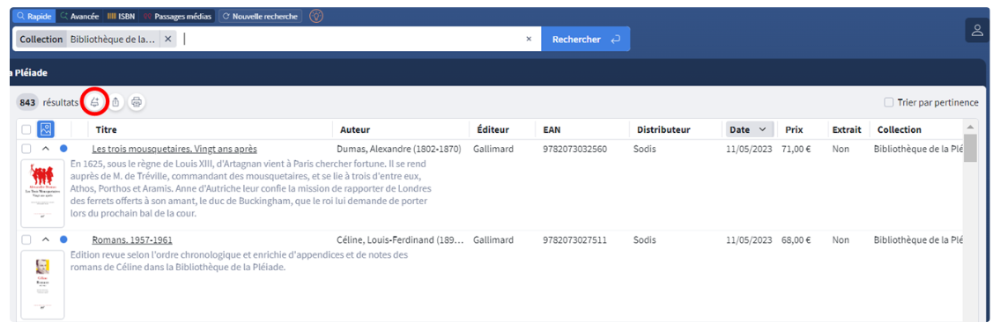 Rapide Avancée ISBN Passages médias Nouvelle recherche
Collection Bibliothèque de la... × × Rechercher
a Pléiade
843 résultats Trier par pertinence
Titre Auteur Éditeur EAN Distributeur Date Prix Extrait Collection
Les trois mousquetaires. Vingt ans après Dumas, Alexandre (1802-1870) Gallimard 9782073032560 Sodis 11/05/2023 71,00 € Non Bibliothèque de la Plé
En 1625, sous le règne de Louis XIII, d'Artagnan vient à Paris chercher fortune. Il se rend
auprès de M. de Tréville, commandant des mousquetaires, et se lie à trois d'entre eux,
Athos, Porthos et Aramis. Anne d'Autriche leur confie la mission de rapporter de Londres
des ferrets offerts à son amant, le duc de Buckingham, que le roi lui demande de porter
lors du prochain bal de la cour.
Romans. 1957-1961 Céline, Louis-Ferdinand (189... Gallimard 9782073027511 Sodis 11/05/2023 68,00 € Non Bibliothèque de la Plé
Edition revue selon l'ordre chronologique et enrichie d'appendices et de notes des
romans de Céline dans la Bibliothèque de la Pléiade.